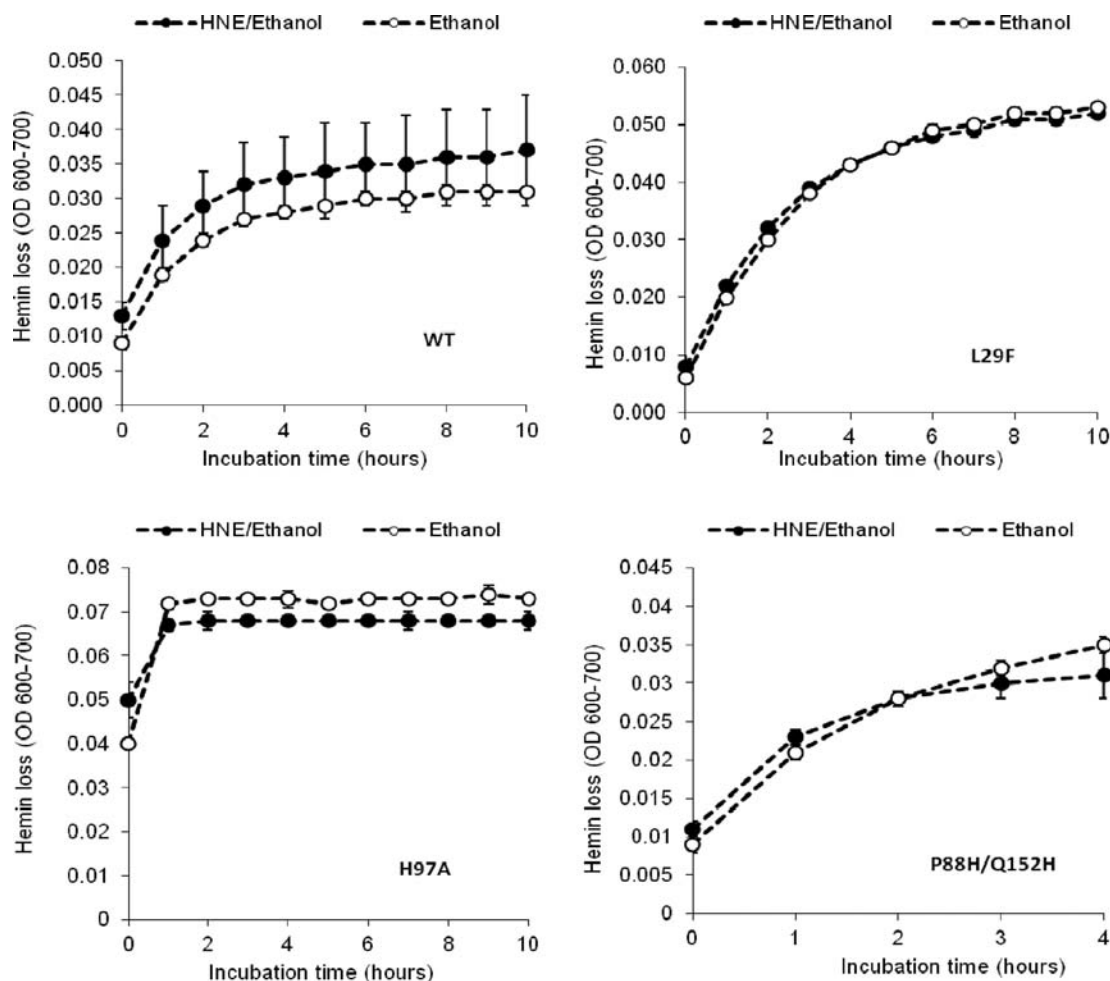 HNE/Ethanol Ethanol
Hemin loss (OD 600-700)
0.050
0.045
0.040
0.035
0.030
0.025
0.020
0.015
0.010
0.005
0.000
WT
0 2 4 6 8 10
Incubation time (hours)
HNE/Ethanol Ethanol
Hemin loss (OD 600-700)
0.060
0.050
0.040
0.030
0.020
0.010
0.000
L29F
0 2 4 6 8 10
Incubation time (hours)
HNE/Ethanol Ethanol
Hemin loss (OD 600-700)
0.08
0.07
0.06
0.05
0.04
0.03
0.02
0.01
0
H97A
0 2 4 6 8 10
Incubation time (hours)
HNE/Ethanol Ethanol
Hemin loss (OD 600-700)
0.045
0.04
0.035
0.03
0.025
0.02
0.015
0.01
0.005
0
P88H/Q152H
0 1 2 3 4
Incubation time (hours)